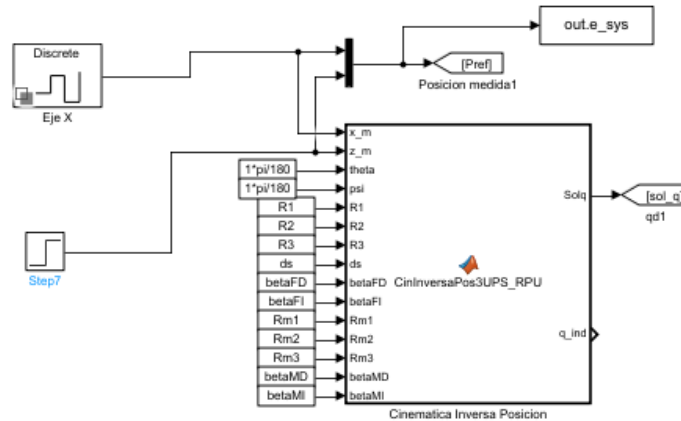 out.e_sys
Discrete
[Pref]
Posicion medida1
Eje X
x_m
z_m
1*pi/180
theta
1*pi/180
psi
Solq
[sol_q]
R1
R1
qd1
R2
R2
R3
R3
ds
ds
Step7
betaFD
betaFD
CinInversaPos3UPS_RPU
betaFI
betaFI
Rm1
Rm1
q_ind
Rm2
Rm2
Rm3
Rm3
betaMD
betaMD
betaMI
betaMI
Cinematica Inversa Posicion